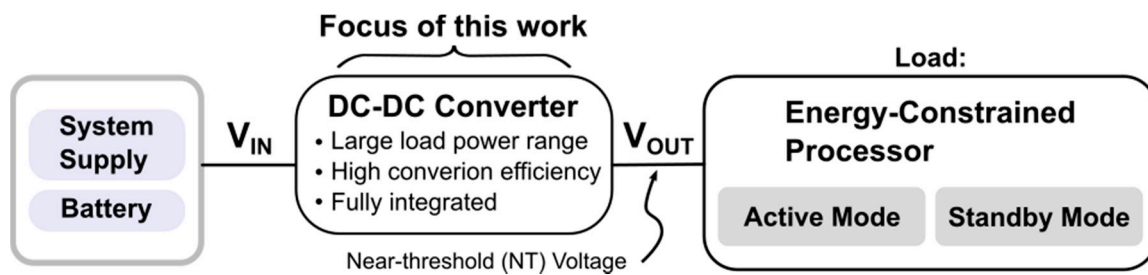 Focus of this work
System
Supply
Battery
V_IN
DC-DC Converter
• Large load power range
• High converion efficiency
• Fully integrated
V_OUT
Near-threshold (NT) Voltage
Load:
Energy-Constrained
Processor
Active Mode
Standby Mode